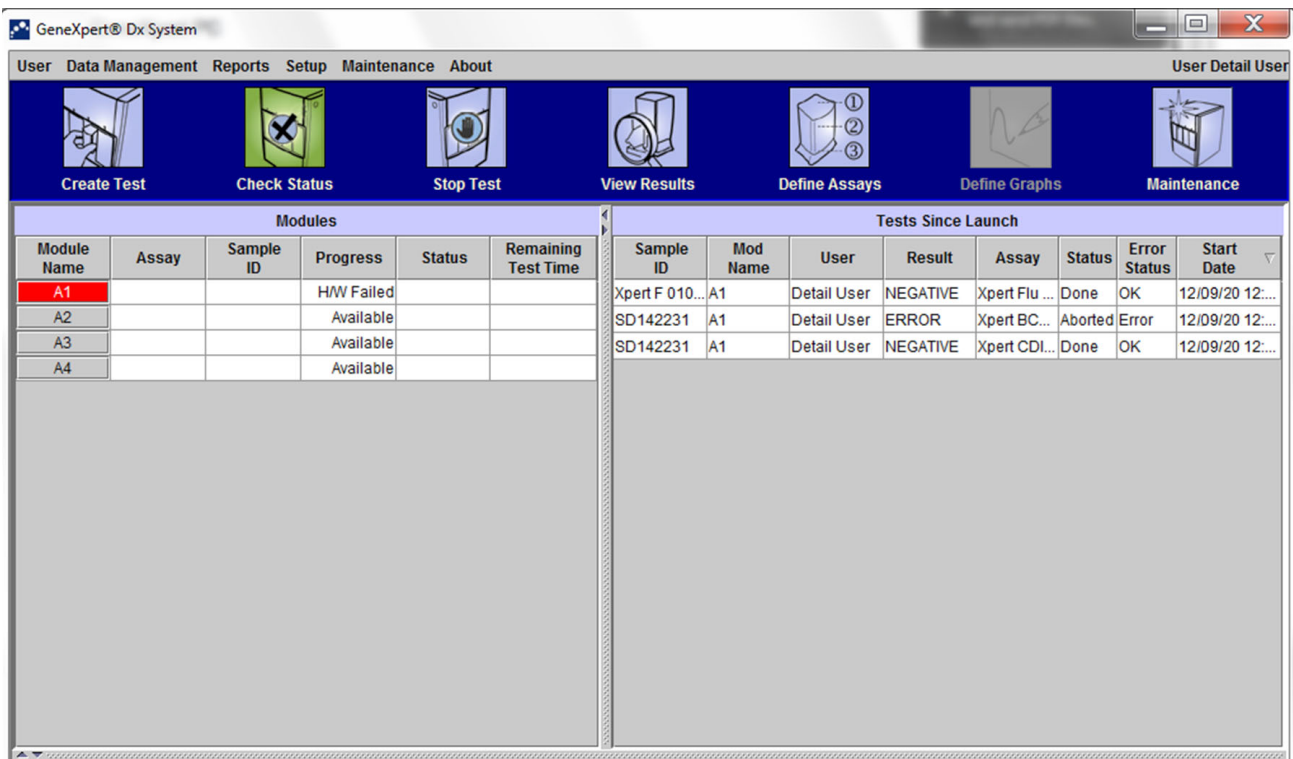 GeneXpert® Dx System
User Data Management Reports Setup Maintenance About User Detail User
Create Test Check Status Stop Test View Results Define Assays Define Graphs Maintenance
① ② ③
Modules
Module Name Assay Sample ID Progress Status Remaining Test Time
A1 H/W Failed
A2 Available
A3 Available
A4 Available
Tests Since Launch
Sample ID Mod Name User Result Assay Status Error Status Start Date
Xpert F 010... A1 Detail User NEGATIVE Xpert Flu ... Done OK 12/09/20 12:...
SD142231 A1 Detail User ERROR Xpert BC... Aborted Error 12/09/20 12:...
SD142231 A1 Detail User NEGATIVE Xpert CDI... Done OK 12/09/20 12:...